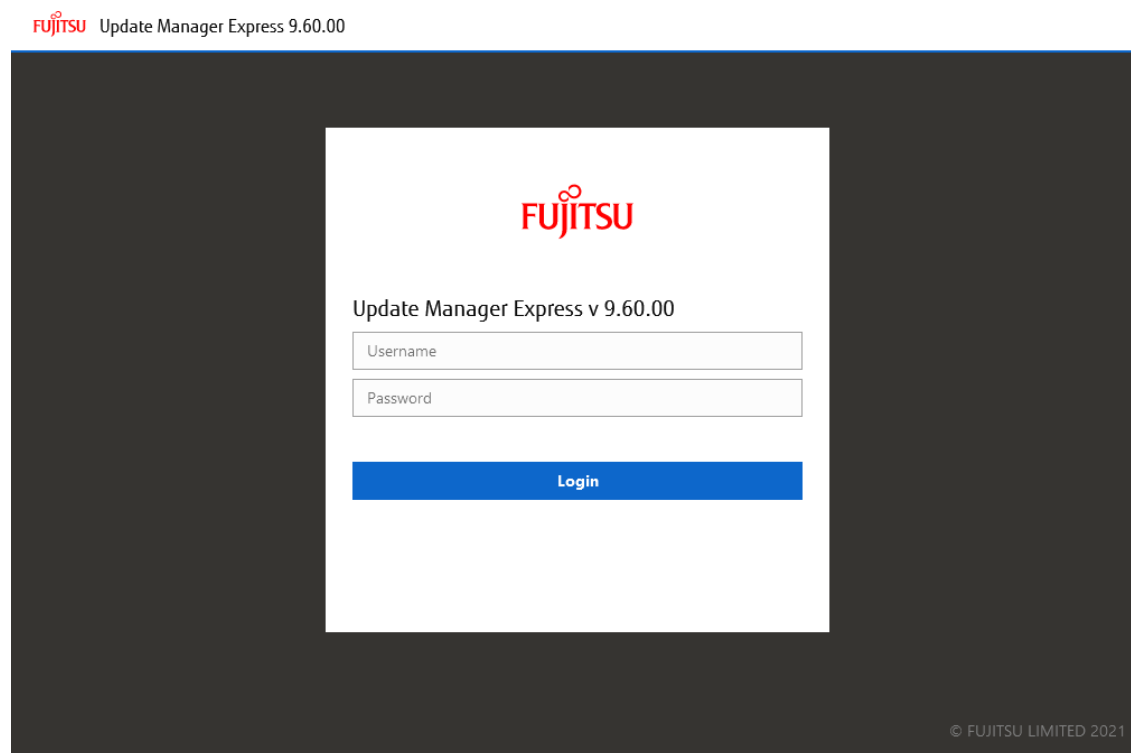 FUJITSU Update Manager Express 9.60.00
FUJITSU
Update Manager Express v 9.60.00
Username
Password
Login
© FUJITSU LIMITED 2021